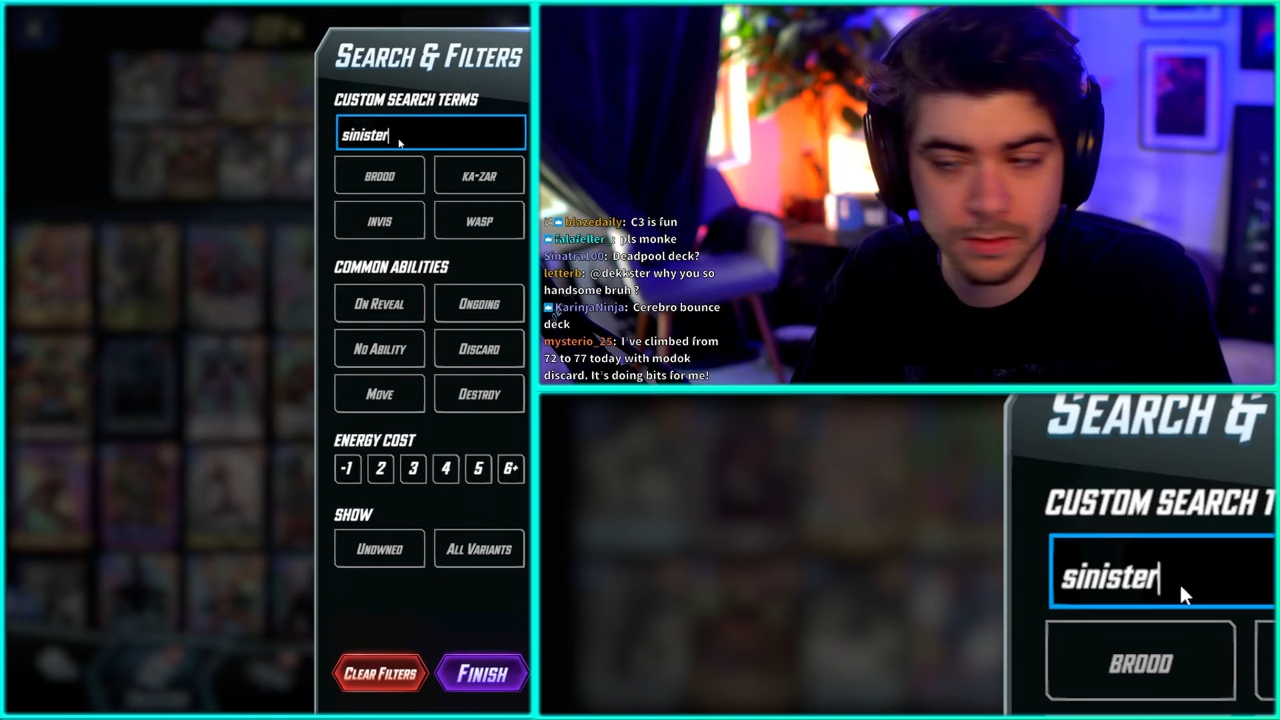 SEARCH & FILTERS
CUSTOM SEARCH TERMS
sinister
BROOD
KA-ZAR
INVIS
WASP
COMMON ABILITIES
ON REVEAL
ONGOING
NO ABILITY
DISCARD
MOVE
DESTROY
ENERGY COST
-1
2
3
4
5
6+
SHOW
UNOWNED
ALL VARIANTS
CLEAR FILTERS
FINISH
blazedaily: C3 is fun
falafeller_: pls monke
Sinatra100: Deadpool deck?
letterb: @dekkster why you so
handsome bruh ?
KarinjaNinja: Cerebro bounce
deck
mysterio_25: I've climbed from
72 to 77 today with modok
discard. It's doing bits for me!
SEARCH &
CUSTOM SEARCH T
sinister
BROOD